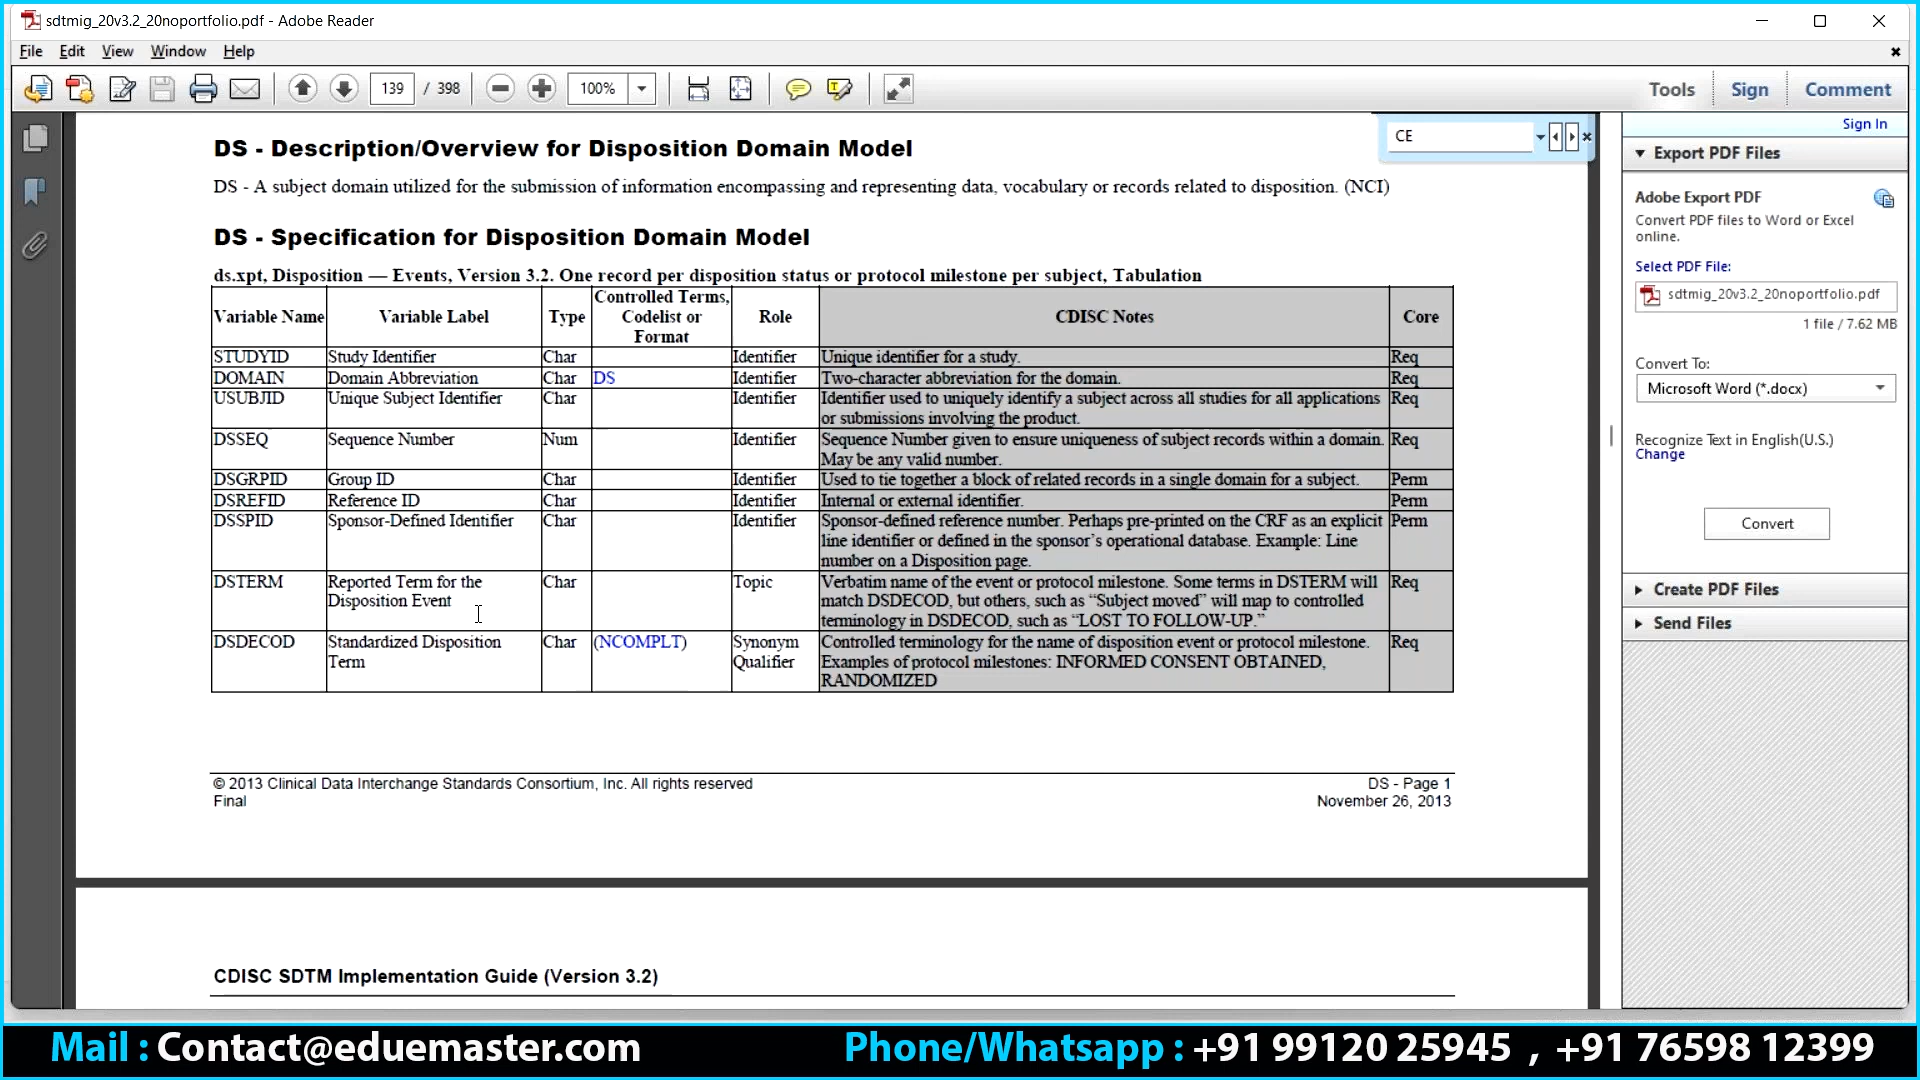 sdtmig_20v3.2_20noportfolio.pdf - Adobe Reader
File Edit View Window Help
139 / 398 100% Tools Sign Comment
CE
Sign In
DS - Description/Overview for Disposition Domain Model
DS - A subject domain utilized for the submission of information encompassing and representing data, vocabulary or records related to disposition. (NCI)
DS - Specification for Disposition Domain Model
ds.xpt, Disposition — Events, Version 3.2. One record per disposition status or protocol milestone per subject, Tabulation
Variable Name Variable Label Type Controlled Terms, Codelist or Format Role CDISC Notes Core
STUDYID Study Identifier Char Identifier Unique identifier for a study. Req
DOMAIN Domain Abbreviation Char DS Identifier Two-character abbreviation for the domain. Req
USUBJID Unique Subject Identifier Char Identifier Identifier used to uniquely identify a subject across all studies for all applications Req
or submissions involving the product.
DSSEQ Sequence Number Num Identifier Sequence Number given to ensure uniqueness of subject records within a domain. Req
May be any valid number.
DSGRPID Group ID Char Identifier Used to tie together a block of related records in a single domain for a subject. Perm
DSREFID Reference ID Char Identifier Internal or external identifier. Perm
DSSPID Sponsor-Defined Identifier Char Identifier Sponsor-defined reference number. Perhaps pre-printed on the CRF as an explicit Perm
line identifier or defined in the sponsor’s operational database. Example: Line
number on a Disposition page.
DSTERM Reported Term for the Char Topic Verbatim name of the event or protocol milestone. Some terms in DSTERM will Req
Disposition Event match DSDECOD, but others, such as “Subject moved” will map to controlled
terminology in DSDECOD, such as “LOST TO FOLLOW-UP.”
DSDECOD Standardized Disposition Char (NCOMPLT) Synonym Controlled terminology for the name of disposition event or protocol milestone. Req
Term Qualifier Examples of protocol milestones: INFORMED CONSENT OBTAINED,
RANDOMIZED
© 2013 Clinical Data Interchange Standards Consortium, Inc. All rights reserved DS - Page 1
Final November 26, 2013
CDISC SDTM Implementation Guide (Version 3.2)
Export PDF Files
Adobe Export PDF
Convert PDF files to Word or Excel
online.
Select PDF File:
sdtmig_20v3.2_20noportfolio.pdf
1 file / 7.62 MB
Convert To:
Microsoft Word (*.docx)
Recognize Text in English(U.S.)
Change
Convert
Create PDF Files
Send Files
Mail : Contact@eduemaster.com Phone/Whatsapp : +91 99120 25945 , +91 76598 12399